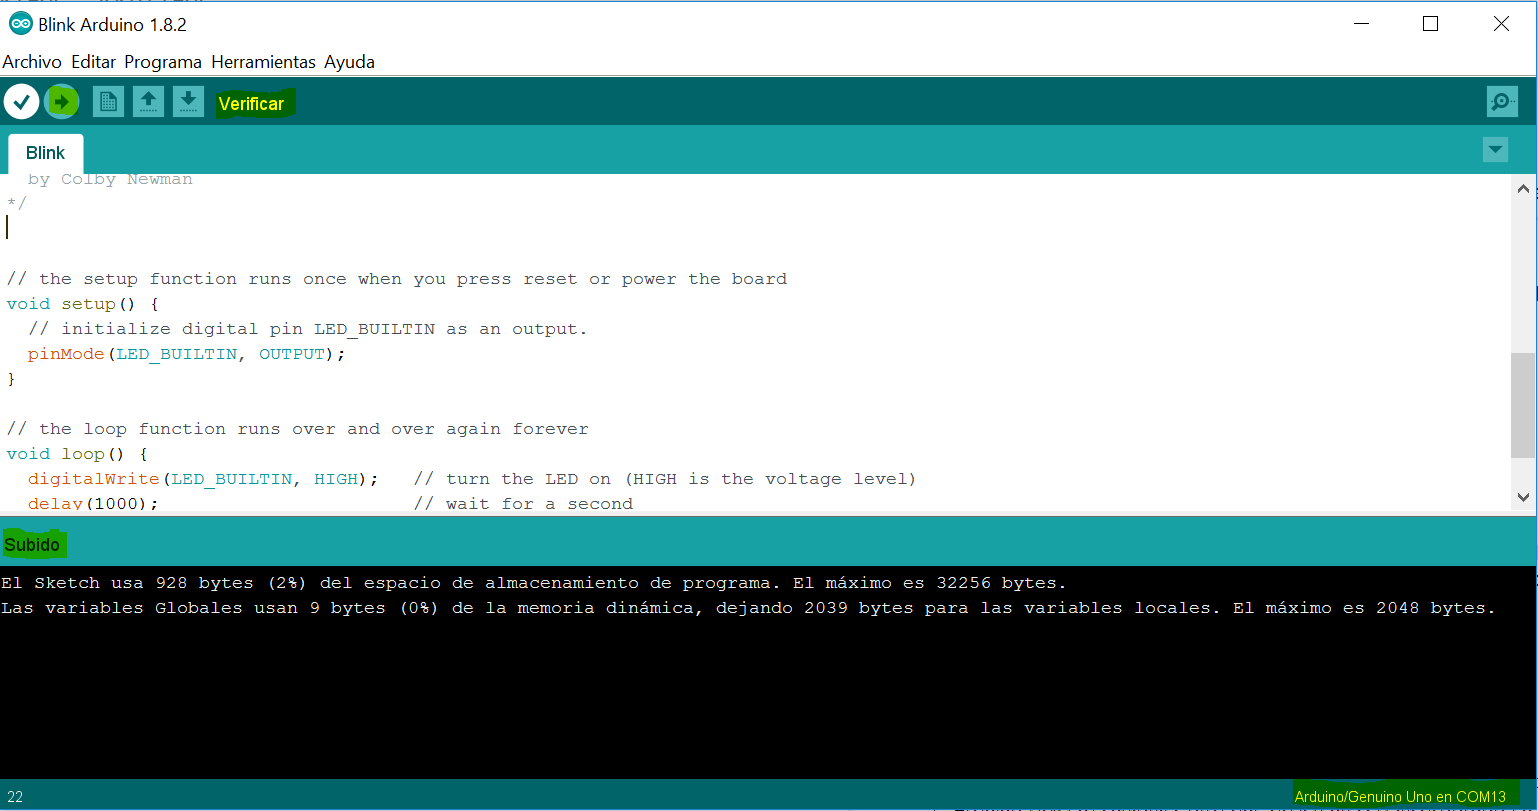 Blink Arduino 1.8.2
Archivo Editar Programa Herramientas Ayuda
Verificar
Blink
by Colby Newman
*/
// the setup function runs once when you press reset or power the board
void setup() {
// initialize digital pin LED_BUILTIN as an output.
pinMode(LED_BUILTIN, OUTPUT);
}
// the loop function runs over and over again forever
void loop() {
digitalWrite(LED_BUILTIN, HIGH); // turn the LED on (HIGH is the voltage level)
delay(1000); // wait for a second
Subido
El Sketch usa 928 bytes (2%) del espacio de almacenamiento de programa. El máximo es 32256 bytes.
Las variables Globales usan 9 bytes (0%) de la memoria dinámica, dejando 2039 bytes para las variables locales. El máximo es 2048 bytes.
22
Arduino/Genuino Uno en COM13